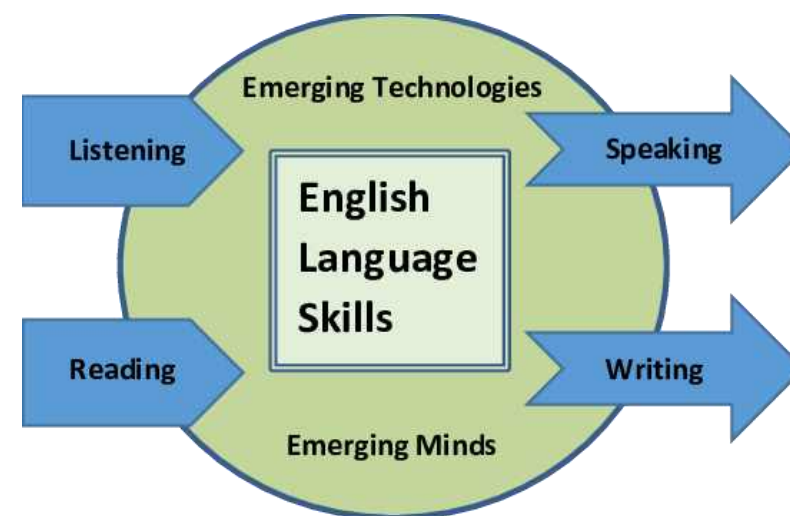 Emerging Technologies
Listening
Speaking
English
Language
Skills
Reading
Writing
Emerging Minds